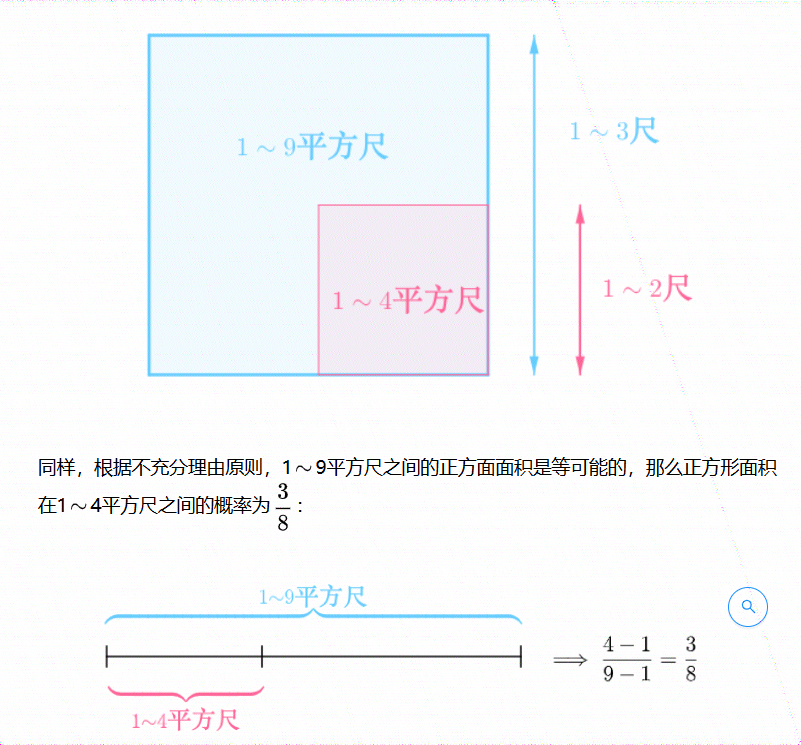 1 ∼ 9平方尺
1 ∼ 3尺
1 ∼ 4平方尺
1 ∼ 2尺
同样，根据不充分理由原则，1 ∼ 9平方尺之间的正方面面积是等可能的，那么正方形面积
在1 ∼ 4平方尺之间的概率为 3/8 ：
1~9平方尺
⟹ (4 − 1)/(9 − 1) = 3/8
1~4平方尺